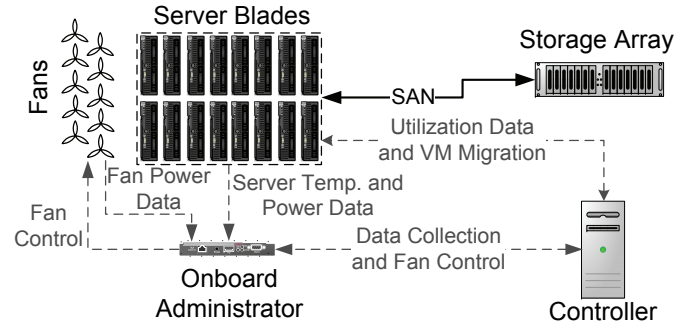 Server Blades
Storage Array
Fans
SAN
Utilization Data
and VM Migration
Fan Power
Data
Server Temp. and
Power Data
Fan
Control
Data Collection
and Fan Control
Onboard
Administrator
Controller